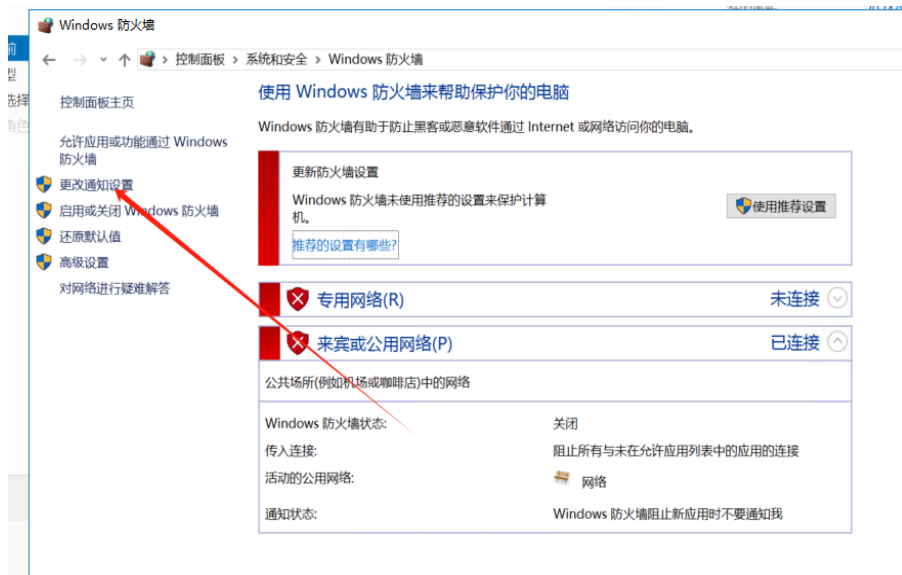 Windows 防火墙
控制面板 › 系统和安全 › Windows 防火墙
前
型
选择
角色
控制面板主页
允许应用或功能通过 Windows
防火墙
更改通知设置
启用或关闭 Windows 防火墙
还原默认值
高级设置
对网络进行疑难解答
使用 Windows 防火墙来帮助保护你的电脑
Windows 防火墙有助于防止黑客或恶意软件通过 Internet 或网络访问你的电脑。
更新防火墙设置
Windows 防火墙未使用推荐的设置来保护计算
机。
使用推荐设置
推荐的设置有哪些?
专用网络(R) 未连接
来宾或公用网络(P) 已连接
公共场所(例如机场或咖啡店)中的网络
Windows 防火墙状态: 关闭
传入连接: 阻止所有与未在允许应用列表中的应用的连接
活动的公用网络: 网络
通知状态: Windows 防火墙阻止新应用时不要通知我